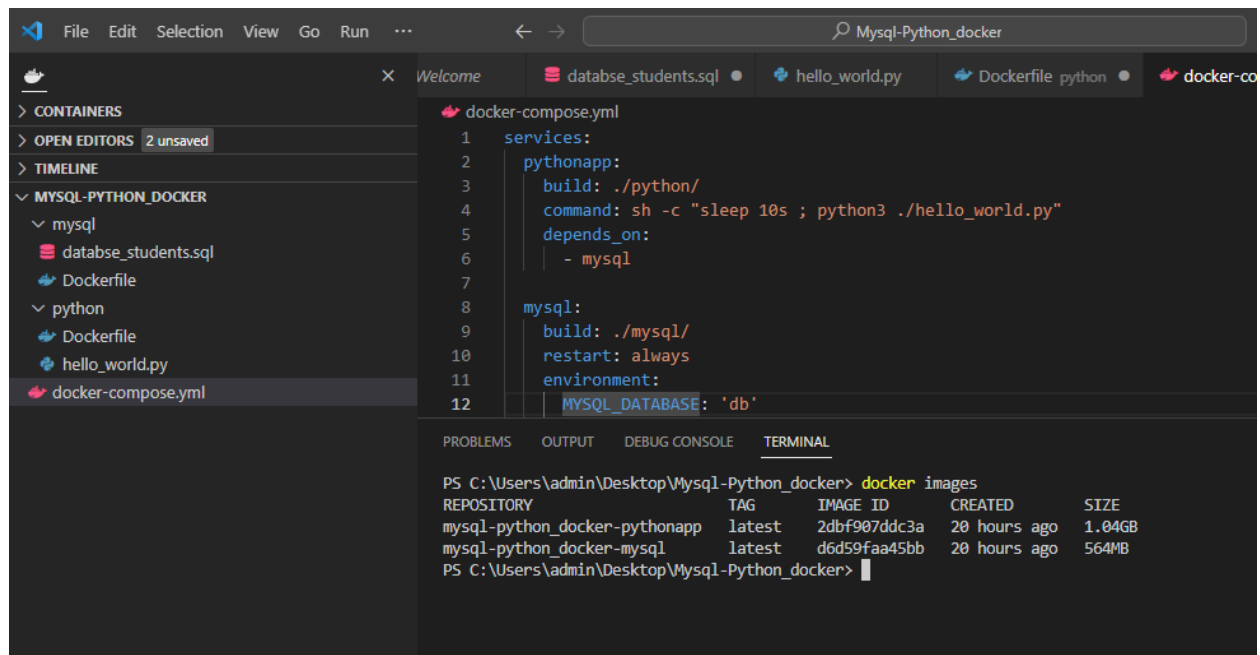 File Edit Selection View Go Run ··· ← → Mysql-Python_docker
Welcome databse_students.sql ● hello_world.py Dockerfile python ● docker-co
CONTAINERS
OPEN EDITORS 2 unsaved
TIMELINE
MYSQL-PYTHON_DOCKER
mysql
databse_students.sql
Dockerfile
python
Dockerfile
hello_world.py
docker-compose.yml
docker-compose.yml
1 services:
2 pythonapp:
3 build: ./python/
4 command: sh -c "sleep 10s ; python3 ./hello_world.py"
5 depends_on:
6 - mysql
7
8 mysql:
9 build: ./mysql/
10 restart: always
11 environment:
12 MYSQL_DATABASE: 'db'
PROBLEMS OUTPUT DEBUG CONSOLE TERMINAL
PS C:\Users\admin\Desktop\Mysql-Python_docker> docker images
REPOSITORY TAG IMAGE ID CREATED SIZE
mysql-python_docker-pythonapp latest 2dbf907ddc3a 20 hours ago 1.04GB
mysql-python_docker-mysql latest d6d59faa45bb 20 hours ago 564MB
PS C:\Users\admin\Desktop\Mysql-Python_docker>